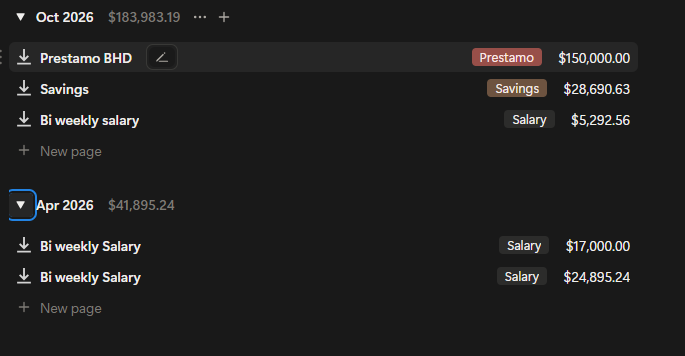 Oct 2026 $183,983.19
Prestamo BHD Prestamo $150,000.00
Savings Savings $28,690.63
Bi weekly salary Salary $5,292.56
New page
Apr 2026 $41,895.24
Bi weekly Salary Salary $17,000.00
Bi weekly Salary Salary $24,895.24
New page